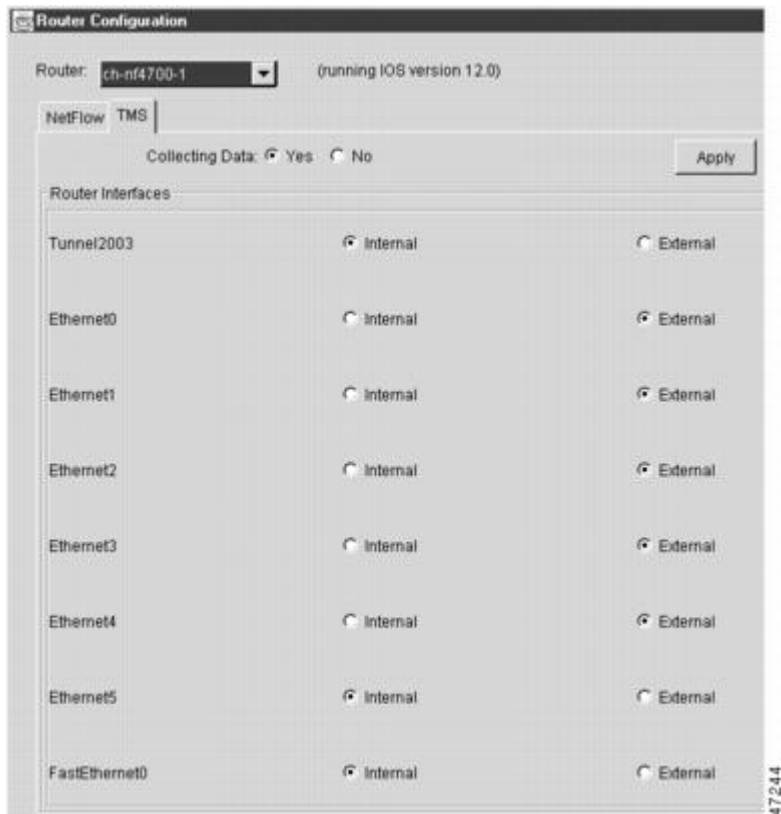 Router Configuration
Router: ch-nf4700-1 (running IOS version 12.0)
NetFlow TMS
Collecting Data: Yes No Apply
Router Interfaces
Tunnel2003 Internal External
Ethernet0 Internal External
Ethernet1 Internal External
Ethernet2 Internal External
Ethernet3 Internal External
Ethernet4 Internal External
Ethernet5 Internal External
FastEthernet0 Internal External
47244